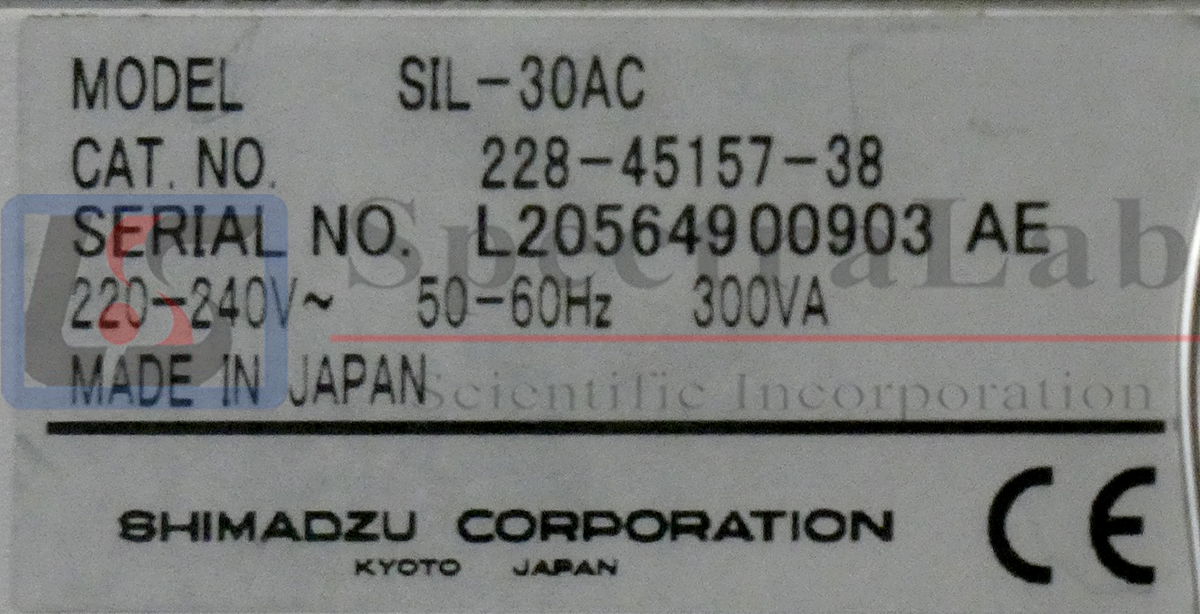 MODEL SIL-30AC
CAT. NO. 228-45157-38
SERIAL NO. L20564900903 AE
220-240V~ 50-60Hz 300VA
MADE IN JAPAN
SHIMADZU CORPORATION
KYOTO JAPAN
CE
LS
SpectraLab
Scientific Incorporation